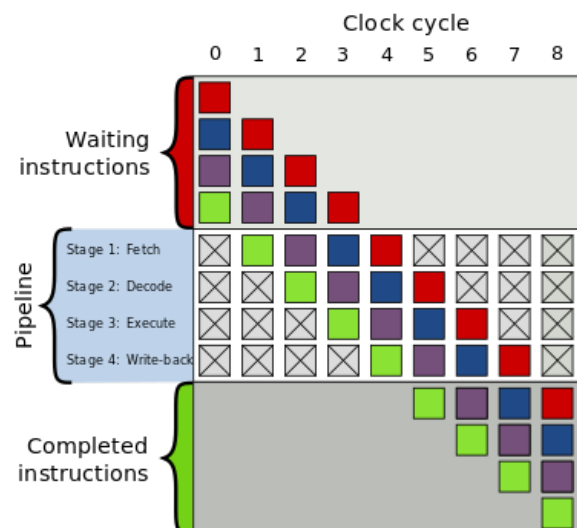 Clock cycle
0 1 2 3 4 5 6 7 8
Waiting
instructions
Pipeline
Stage 1: Fetch
Stage 2: Decode
Stage 3: Execute
Stage 4: Write-back
Completed
instructions